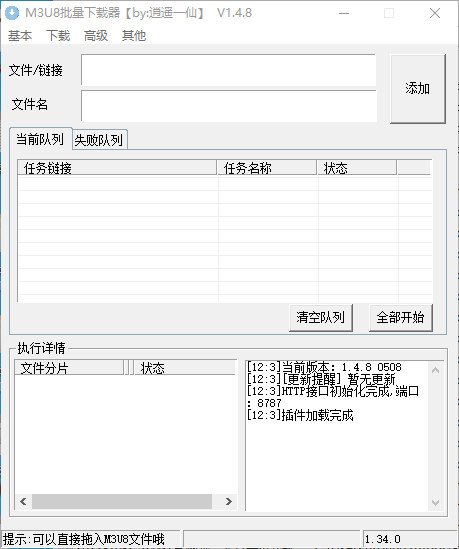 M3U8批量下载器【by:逍遥一仙】 V1.4.8
基本 下载 高级 其他
文件/链接
添加
文件名
当前队列 失败队列
任务链接 任务名称 状态
清空队列 全部开始
执行详情
文件分片 状态
[12:3]当前版本：1.4.8 0508
[12:3][更新提醒] 暂无更新
[12:3]HTTP接口初始化完成,端口
：8787
[12:3]插件加载完成
提示:可以直接拖入M3U8文件哦
1.34.0